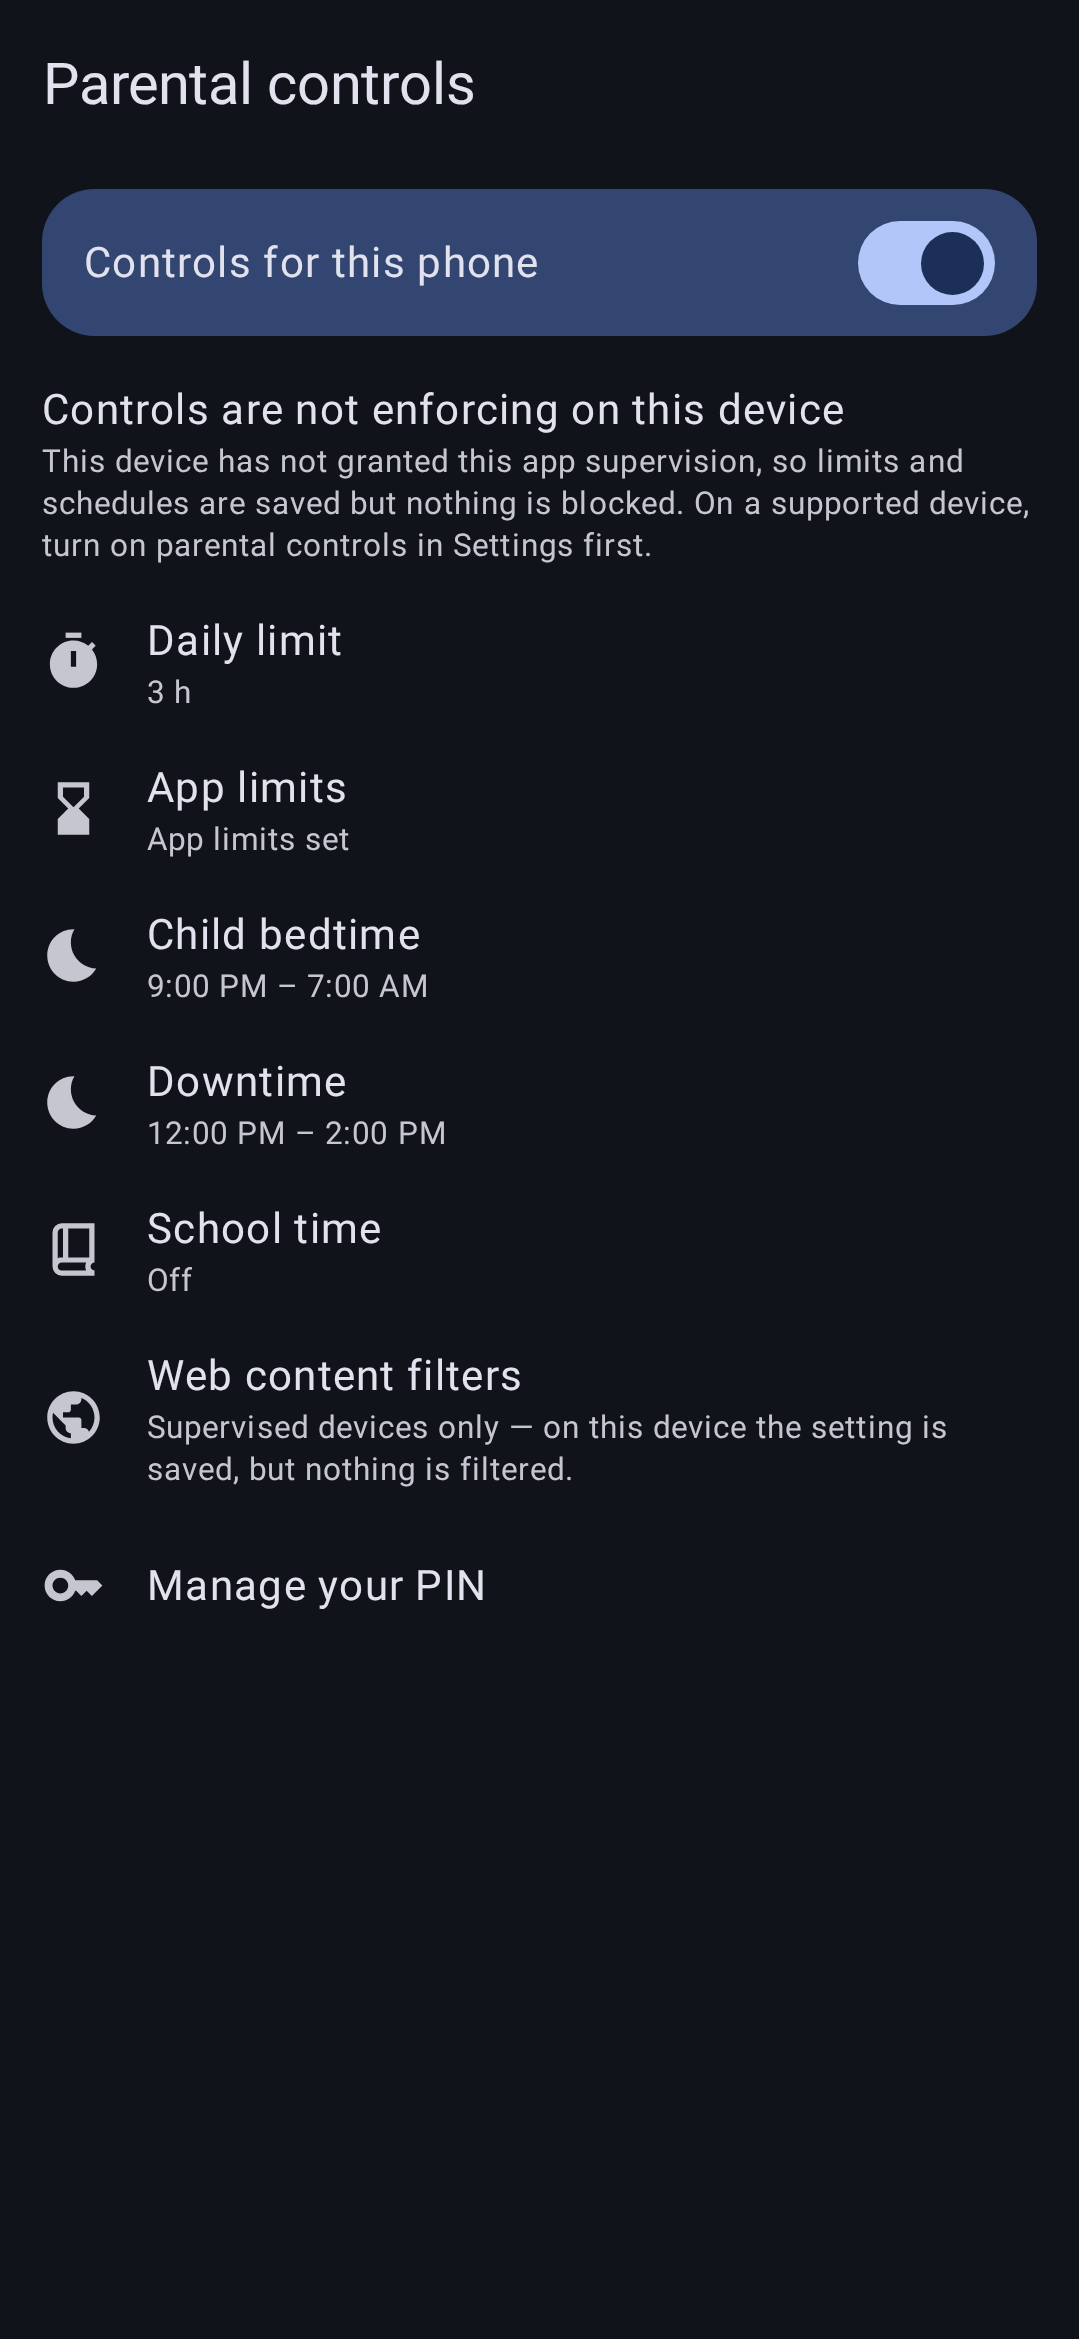 Parental controls
Controls for this phone
Controls are not enforcing on this device
This device has not granted this app supervision, so limits and
schedules are saved but nothing is blocked. On a supported device,
turn on parental controls in Settings first.
Daily limit
3 h
App limits
App limits set
Child bedtime
9:00 PM – 7:00 AM
Downtime
12:00 PM – 2:00 PM
School time
Off
Web content filters
Supervised devices only — on this device the setting is
saved, but nothing is filtered.
Manage your PIN